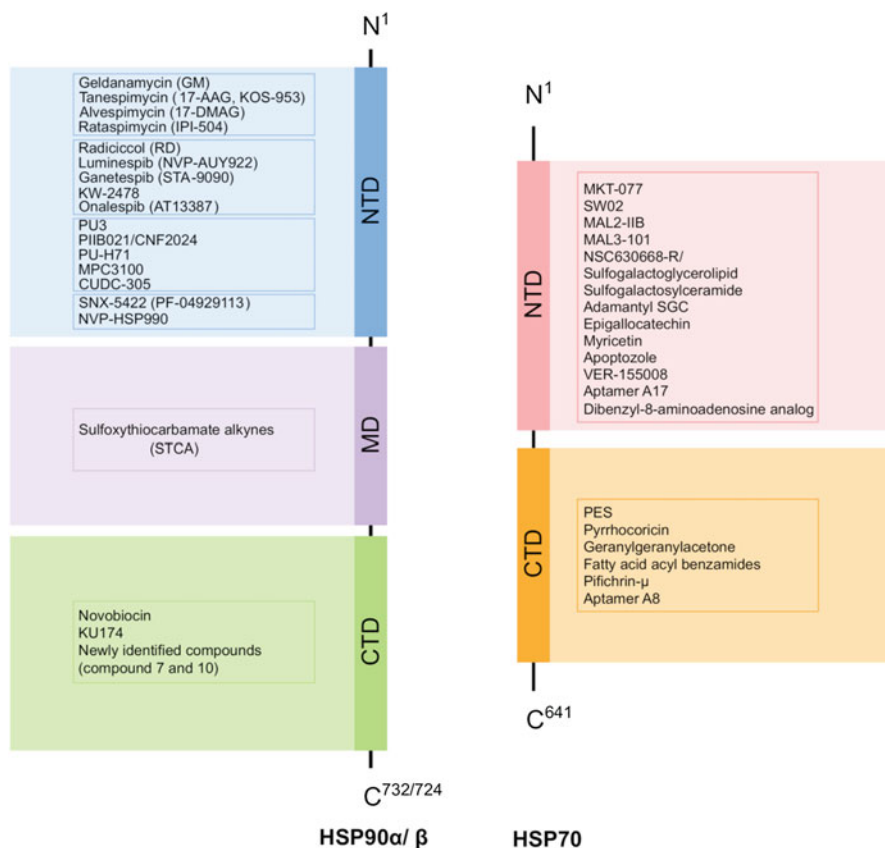 N1
Geldanamycin (GM)
Tanespimycin ( 17-AAG, KOS-953)
Alvespimycin (17-DMAG)
Rataspimycin (IPI-504)
Radiciccol (RD)
Luminespib (NVP-AUY922)
Ganetespib (STA-9090)
KW-2478
Onalespib (AT13387)
PU3
PIIB021/CNF2024
PU-H71
MPC3100
CUDC-305
SNX-5422 (PF-04929113)
NVP-HSP990
NTD
Sulfoxythiocarbamate alkynes
(STCA)
MD
Novobiocin
KU174
Newly identified compounds
(compound 7 and 10)
CTD
C732/724
HSP90α/ β
N1
NTD
MKT-077
SW02
MAL2-IIB
MAL3-101
NSC630668-R/
Sulfogalactoglycerolipid
Sulfogalactosylceramide
Adamantyl SGC
Epigallocatechin
Myricetin
Apoptozole
VER-155008
Aptamer A17
Dibenzyl-8-aminoadenosine analog
CTD
PES
Pyrrhocoricin
Geranylgeranylacetone
Fatty acid acyl benzamides
Pifichrin-μ
Aptamer A8
C641
HSP70